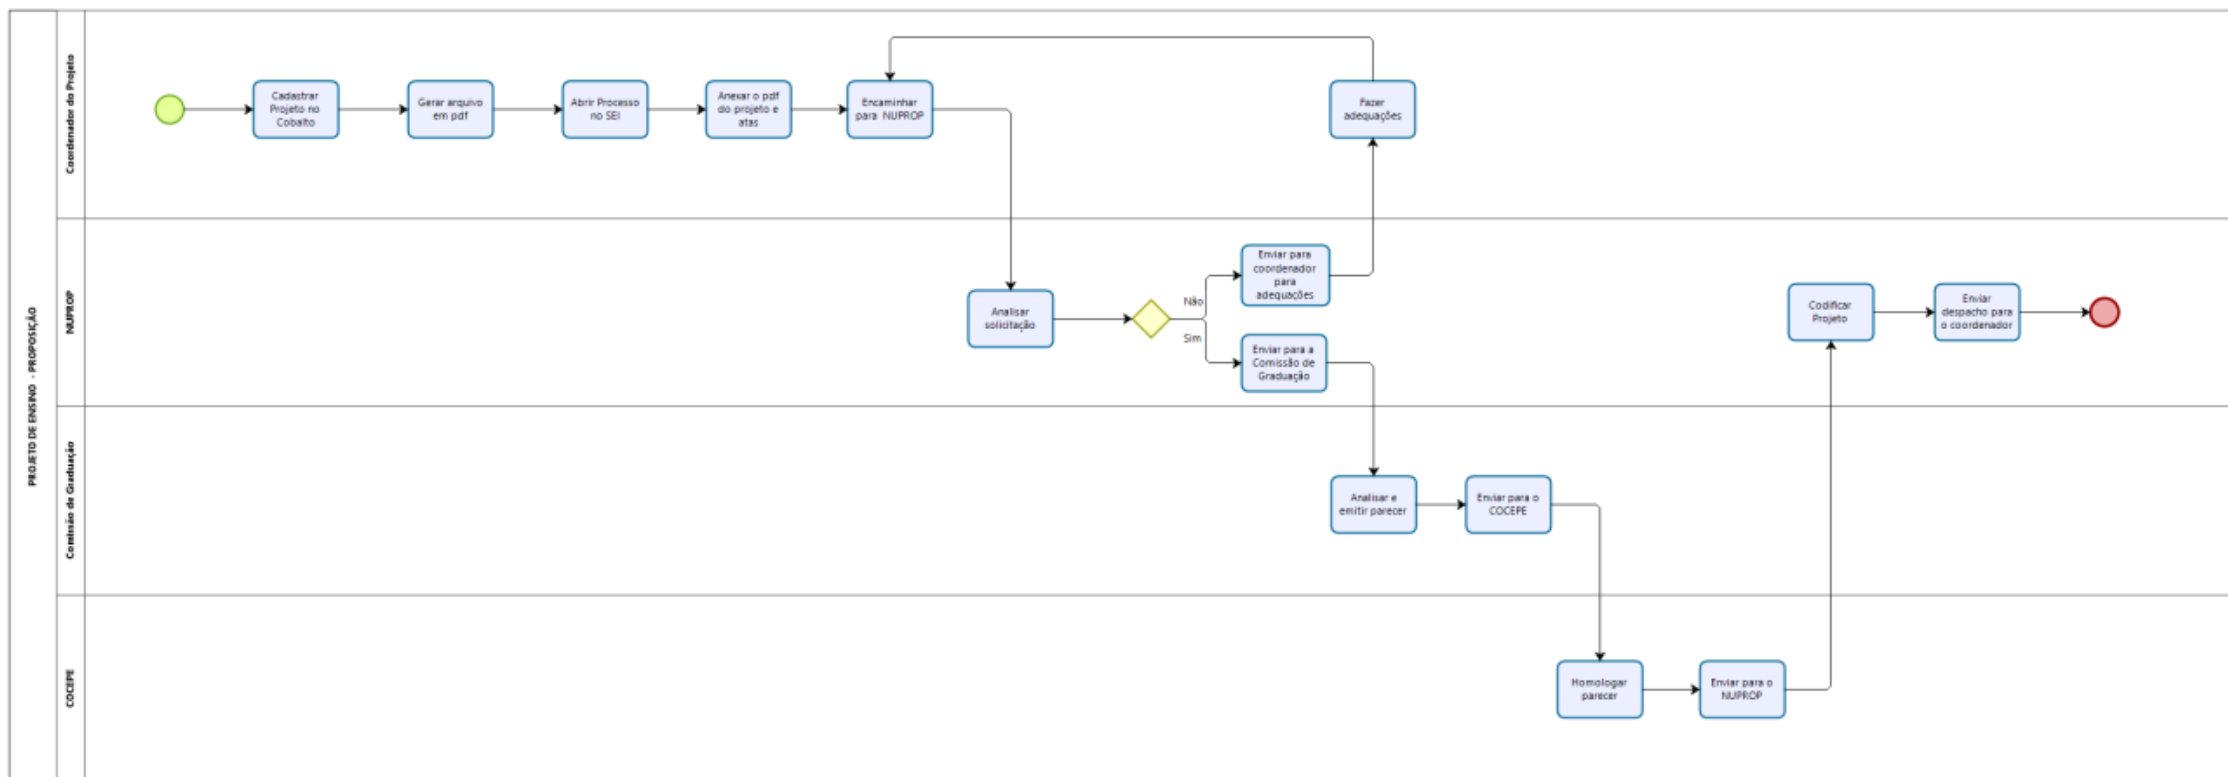 PROJETO DE ENSINO - PROPOSIÇÃO
Coordenador do Projeto
Cadastrar
Projeto no
Cobalto
Gerar arquivo
em pdf
Abrir Processo
no SEI
Anexar o pdf
do projeto e
atas
Encaminhar
para NUPROP
Fazer
adequações
NUPROP
Analisar
solicitação
Não
Sim
Enviar para
coordenador
para
adequações
Enviar para a
Comissão de
Graduação
Codificar
Projeto
Enviar
despacho para
o coordenador
Comissão de Graduação
Analisar e
emitir parecer
Enviar para o
COCEPE
COCEPE
Homologar
parecer
Enviar para o
NUPROP